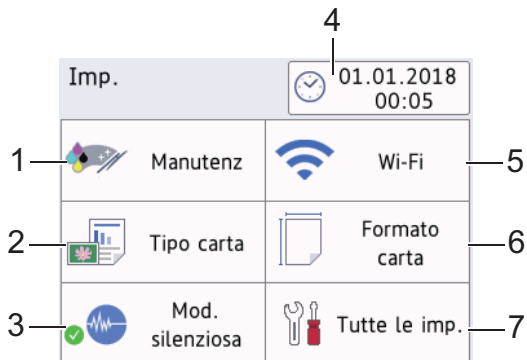 4
Imp.
01.01.2018
00:05
1
Manutenz
Wi-Fi
5
2
Tipo carta
Formato
carta
6
3
Mod.
silenziosa
Tutte le imp.
7